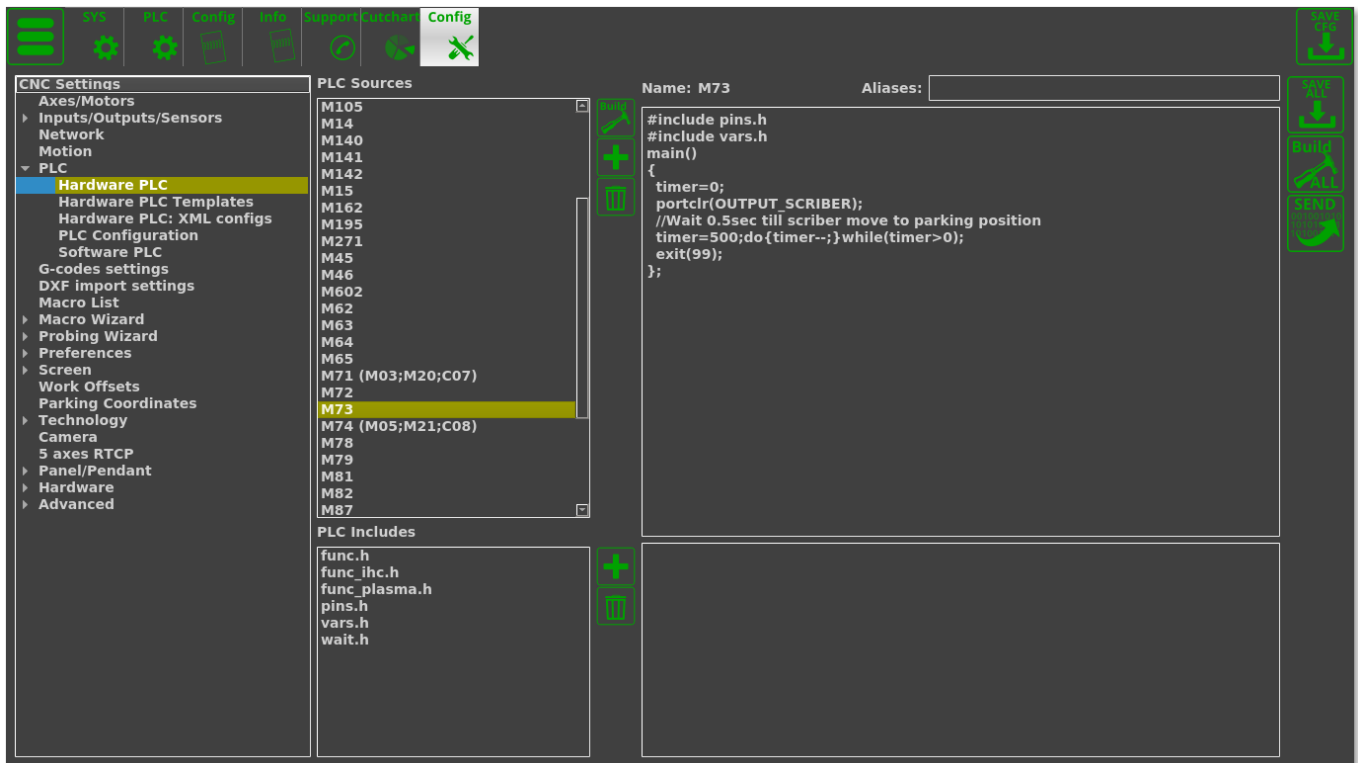 SYS
PLC
Config
Info
Support
Cutchart
Config
SAVE
CFG
CNC Settings
Axes/Motors
Inputs/Outputs/Sensors
Network
Motion
PLC
Hardware PLC
Hardware PLC Templates
Hardware PLC: XML configs
PLC Configuration
Software PLC
G-codes settings
DXF import settings
Macro List
Macro Wizard
Probing Wizard
Preferences
Screen
Work Offsets
Parking Coordinates
Technology
Camera
5 axes RTCP
Panel/Pendant
Hardware
Advanced
PLC Sources
M105
M14
M140
M141
M142
M15
M162
M195
M271
M45
M46
M602
M62
M63
M64
M65
M71 (M03;M20;C07)
M72
M73
M74 (M05;M21;C08)
M78
M79
M81
M82
M87
PLC Includes
func.h
func_ihc.h
func_plasma.h
pins.h
vars.h
wait.h
Build
Name: M73
Aliases:
#include pins.h
#include vars.h
main()
{
timer=0;
portclr(OUTPUT_SCRIBER);
//Wait 0.5sec till scriber move to parking position
timer=500;do{timer--;}while(timer>0);
exit(99);
};
SAVE
ALL
Build
ALL
SEND